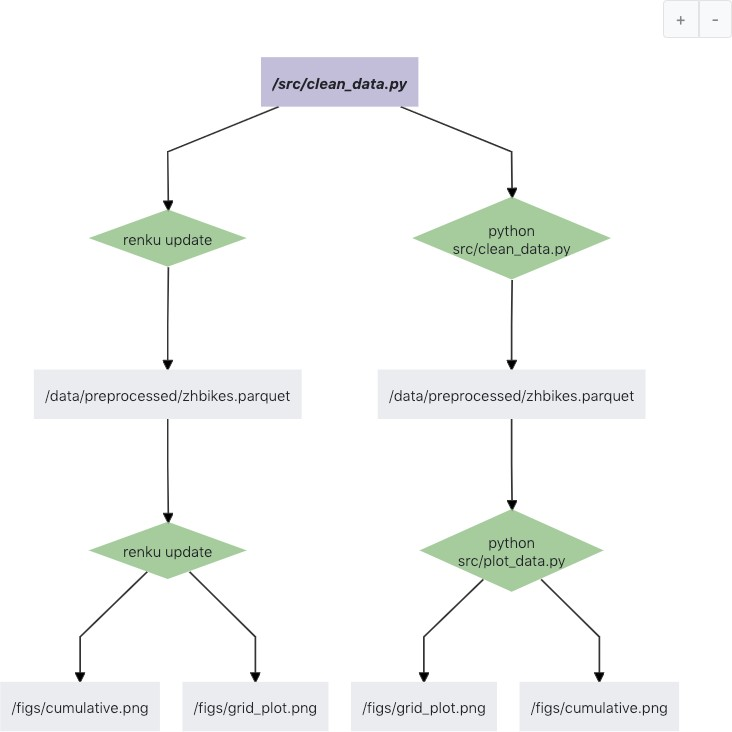 + -
/src/clean_data.py
renku update
python
src/clean_data.py
/data/preprocessed/zhbikes.parquet
/data/preprocessed/zhbikes.parquet
renku update
python
src/plot_data.py
/figs/cumulative.png
/figs/grid_plot.png
/figs/grid_plot.png
/figs/cumulative.png